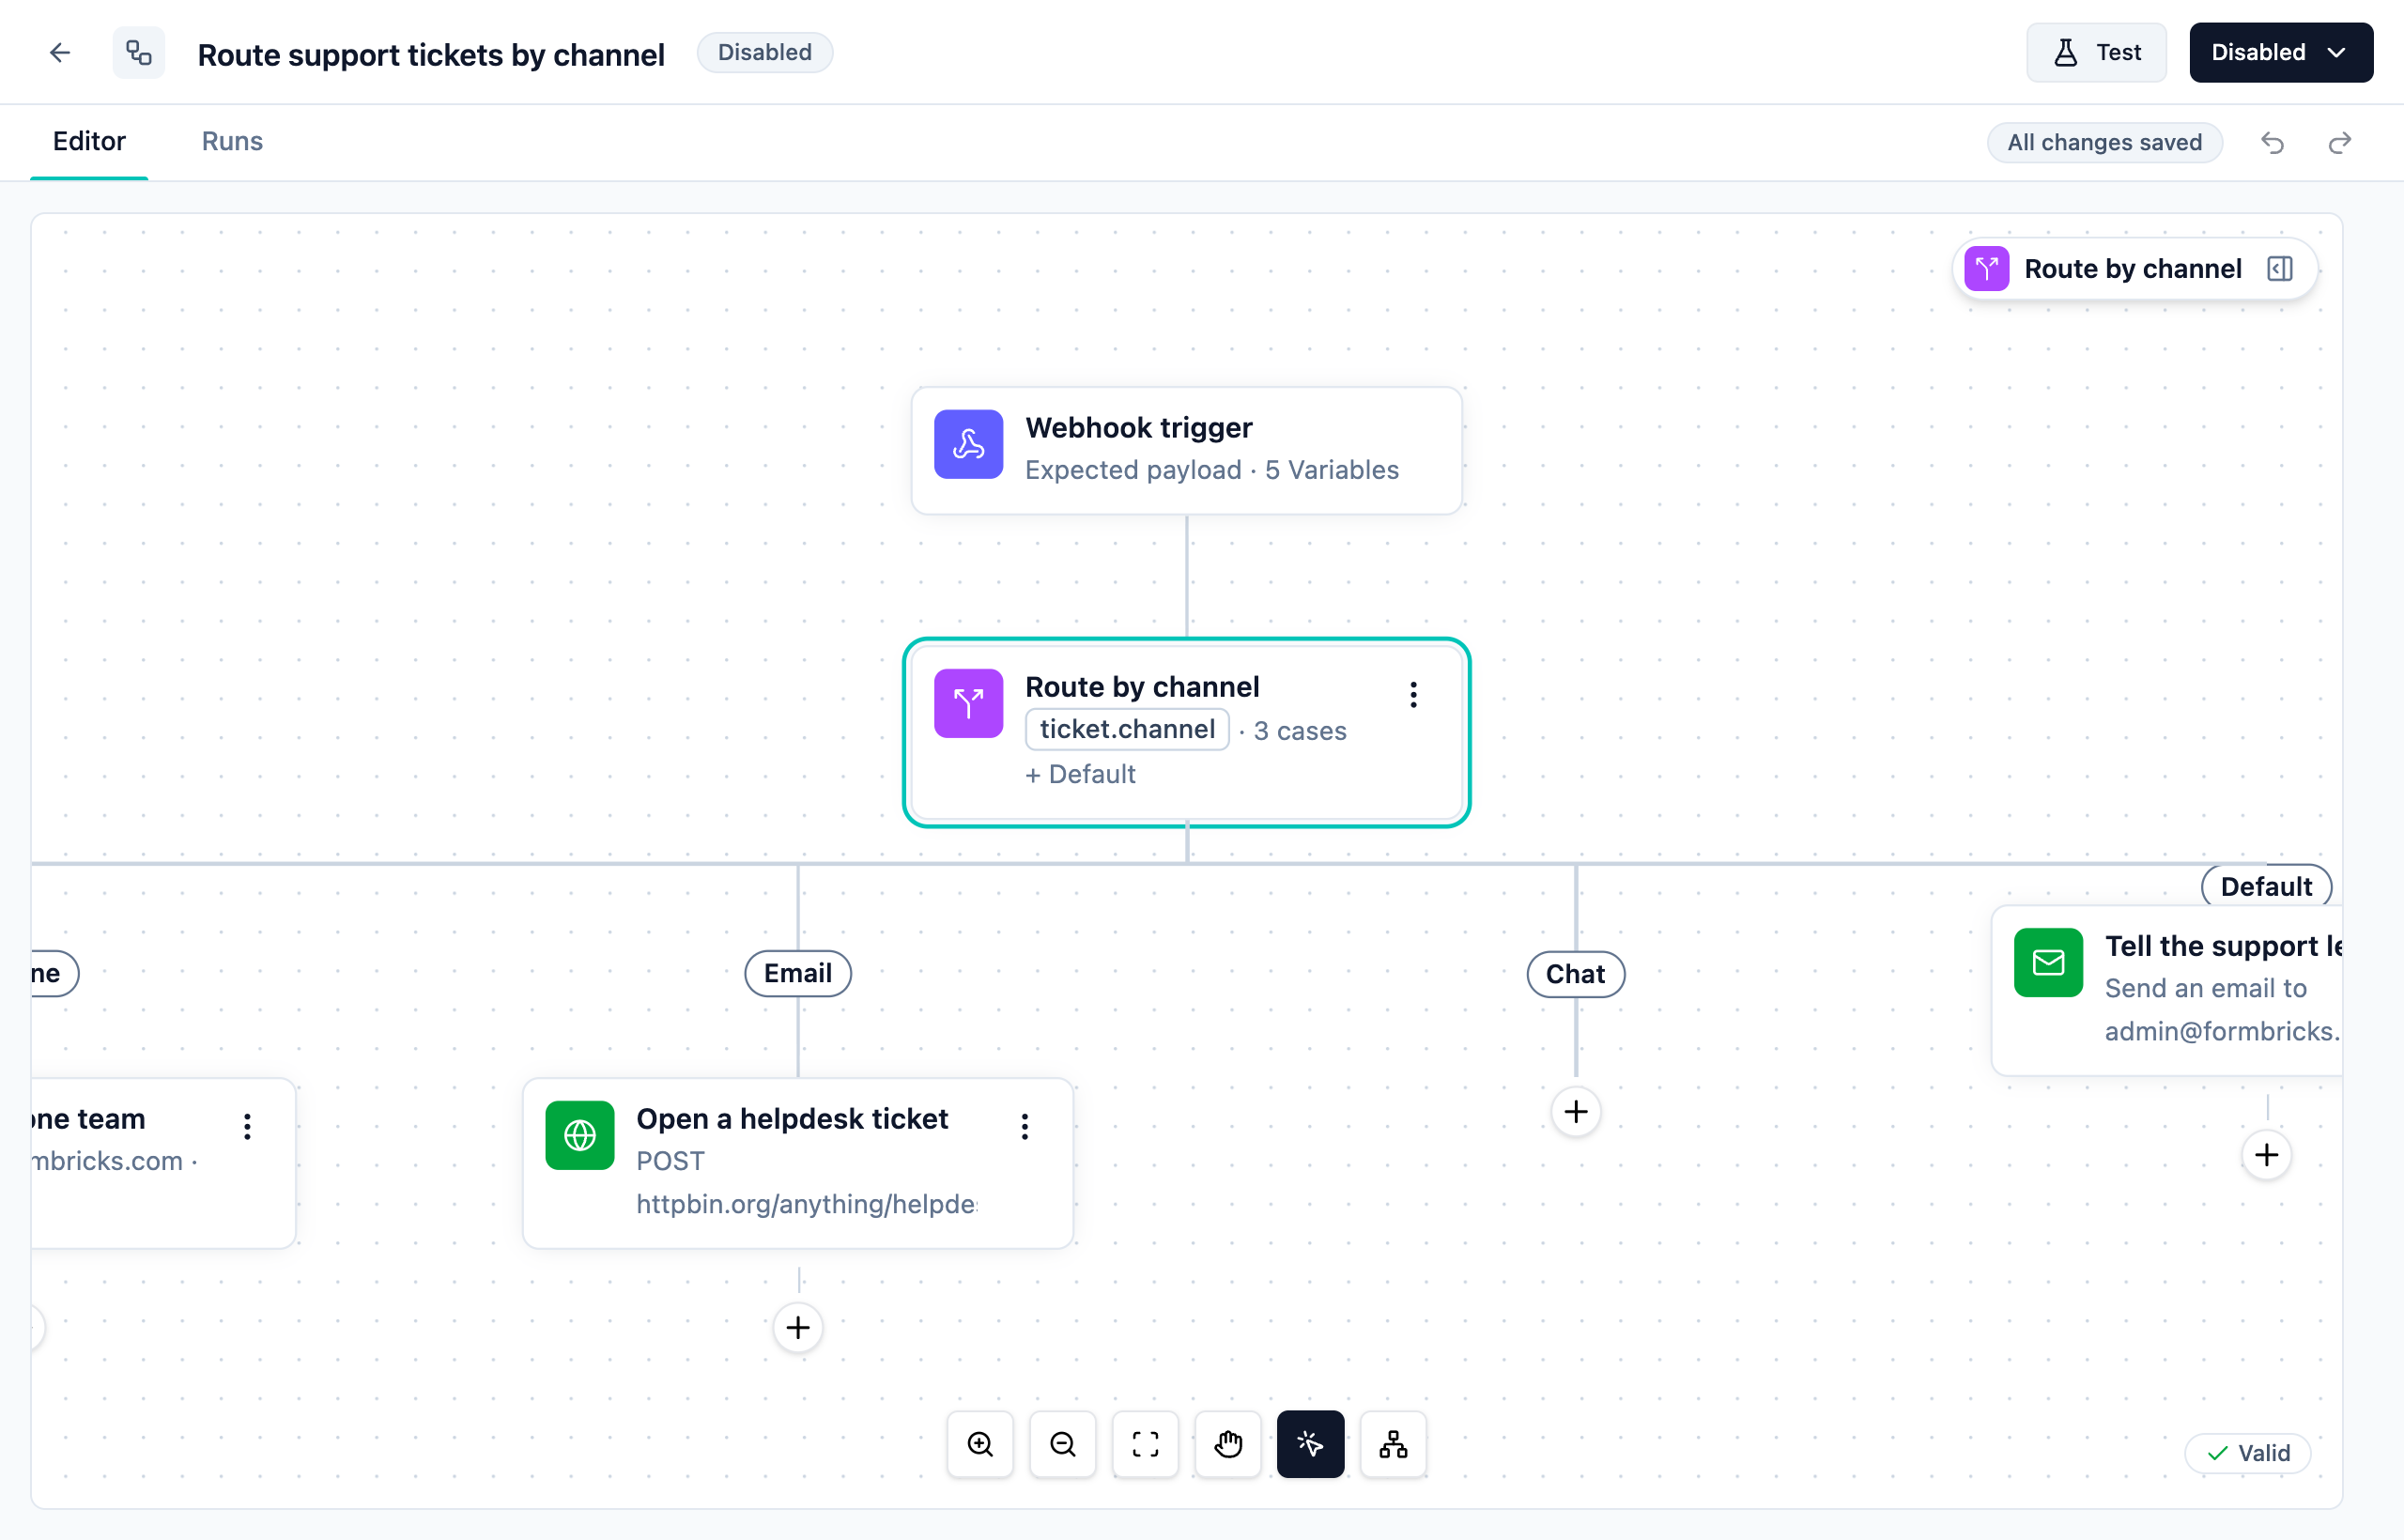 Route support tickets by channel
Disabled
Test
Disabled
Editor
Runs
All changes saved
Route by channel
Webhook trigger
Expected payload · 5 Variables
Route by channel
ticket.channel · 3 cases
+ Default
Default
ne
Email
Chat
Tell the support le
Send an email to
admin@formbricks.
one team
mbricks.com ·
Open a helpdesk ticket
POST
httpbin.org/anything/helpde
Valid